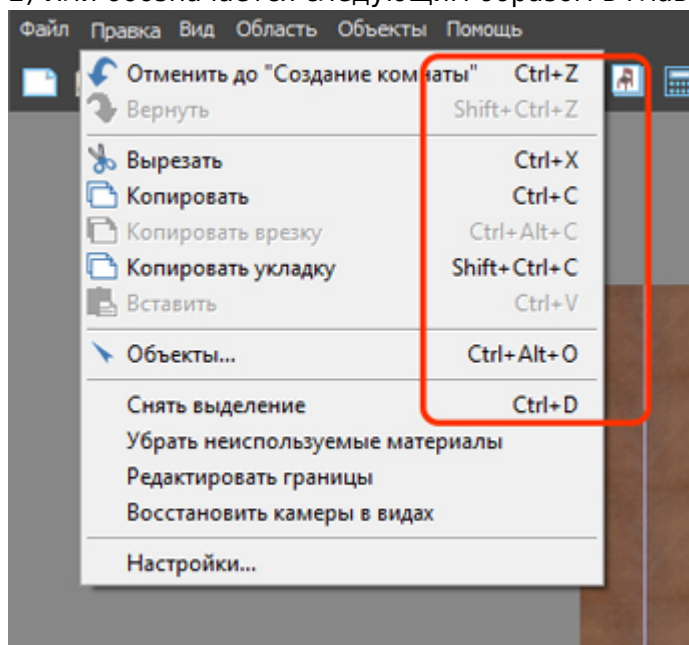 Файл Правка Вид Область Объекты Помощь
Отменить до "Создание комнаты" Ctrl+Z
Вернуть Shift+Ctrl+Z
Вырезать Ctrl+X
Копировать Ctrl+C
Копировать врезку Ctrl+Alt+C
Копировать укладку Shift+Ctrl+C
Вставить Ctrl+V
Объекты... Ctrl+Alt+O
Снять выделение Ctrl+D
Убрать неиспользуемые материалы
Редактировать границы
Восстановить камеры в видах
Настройки...